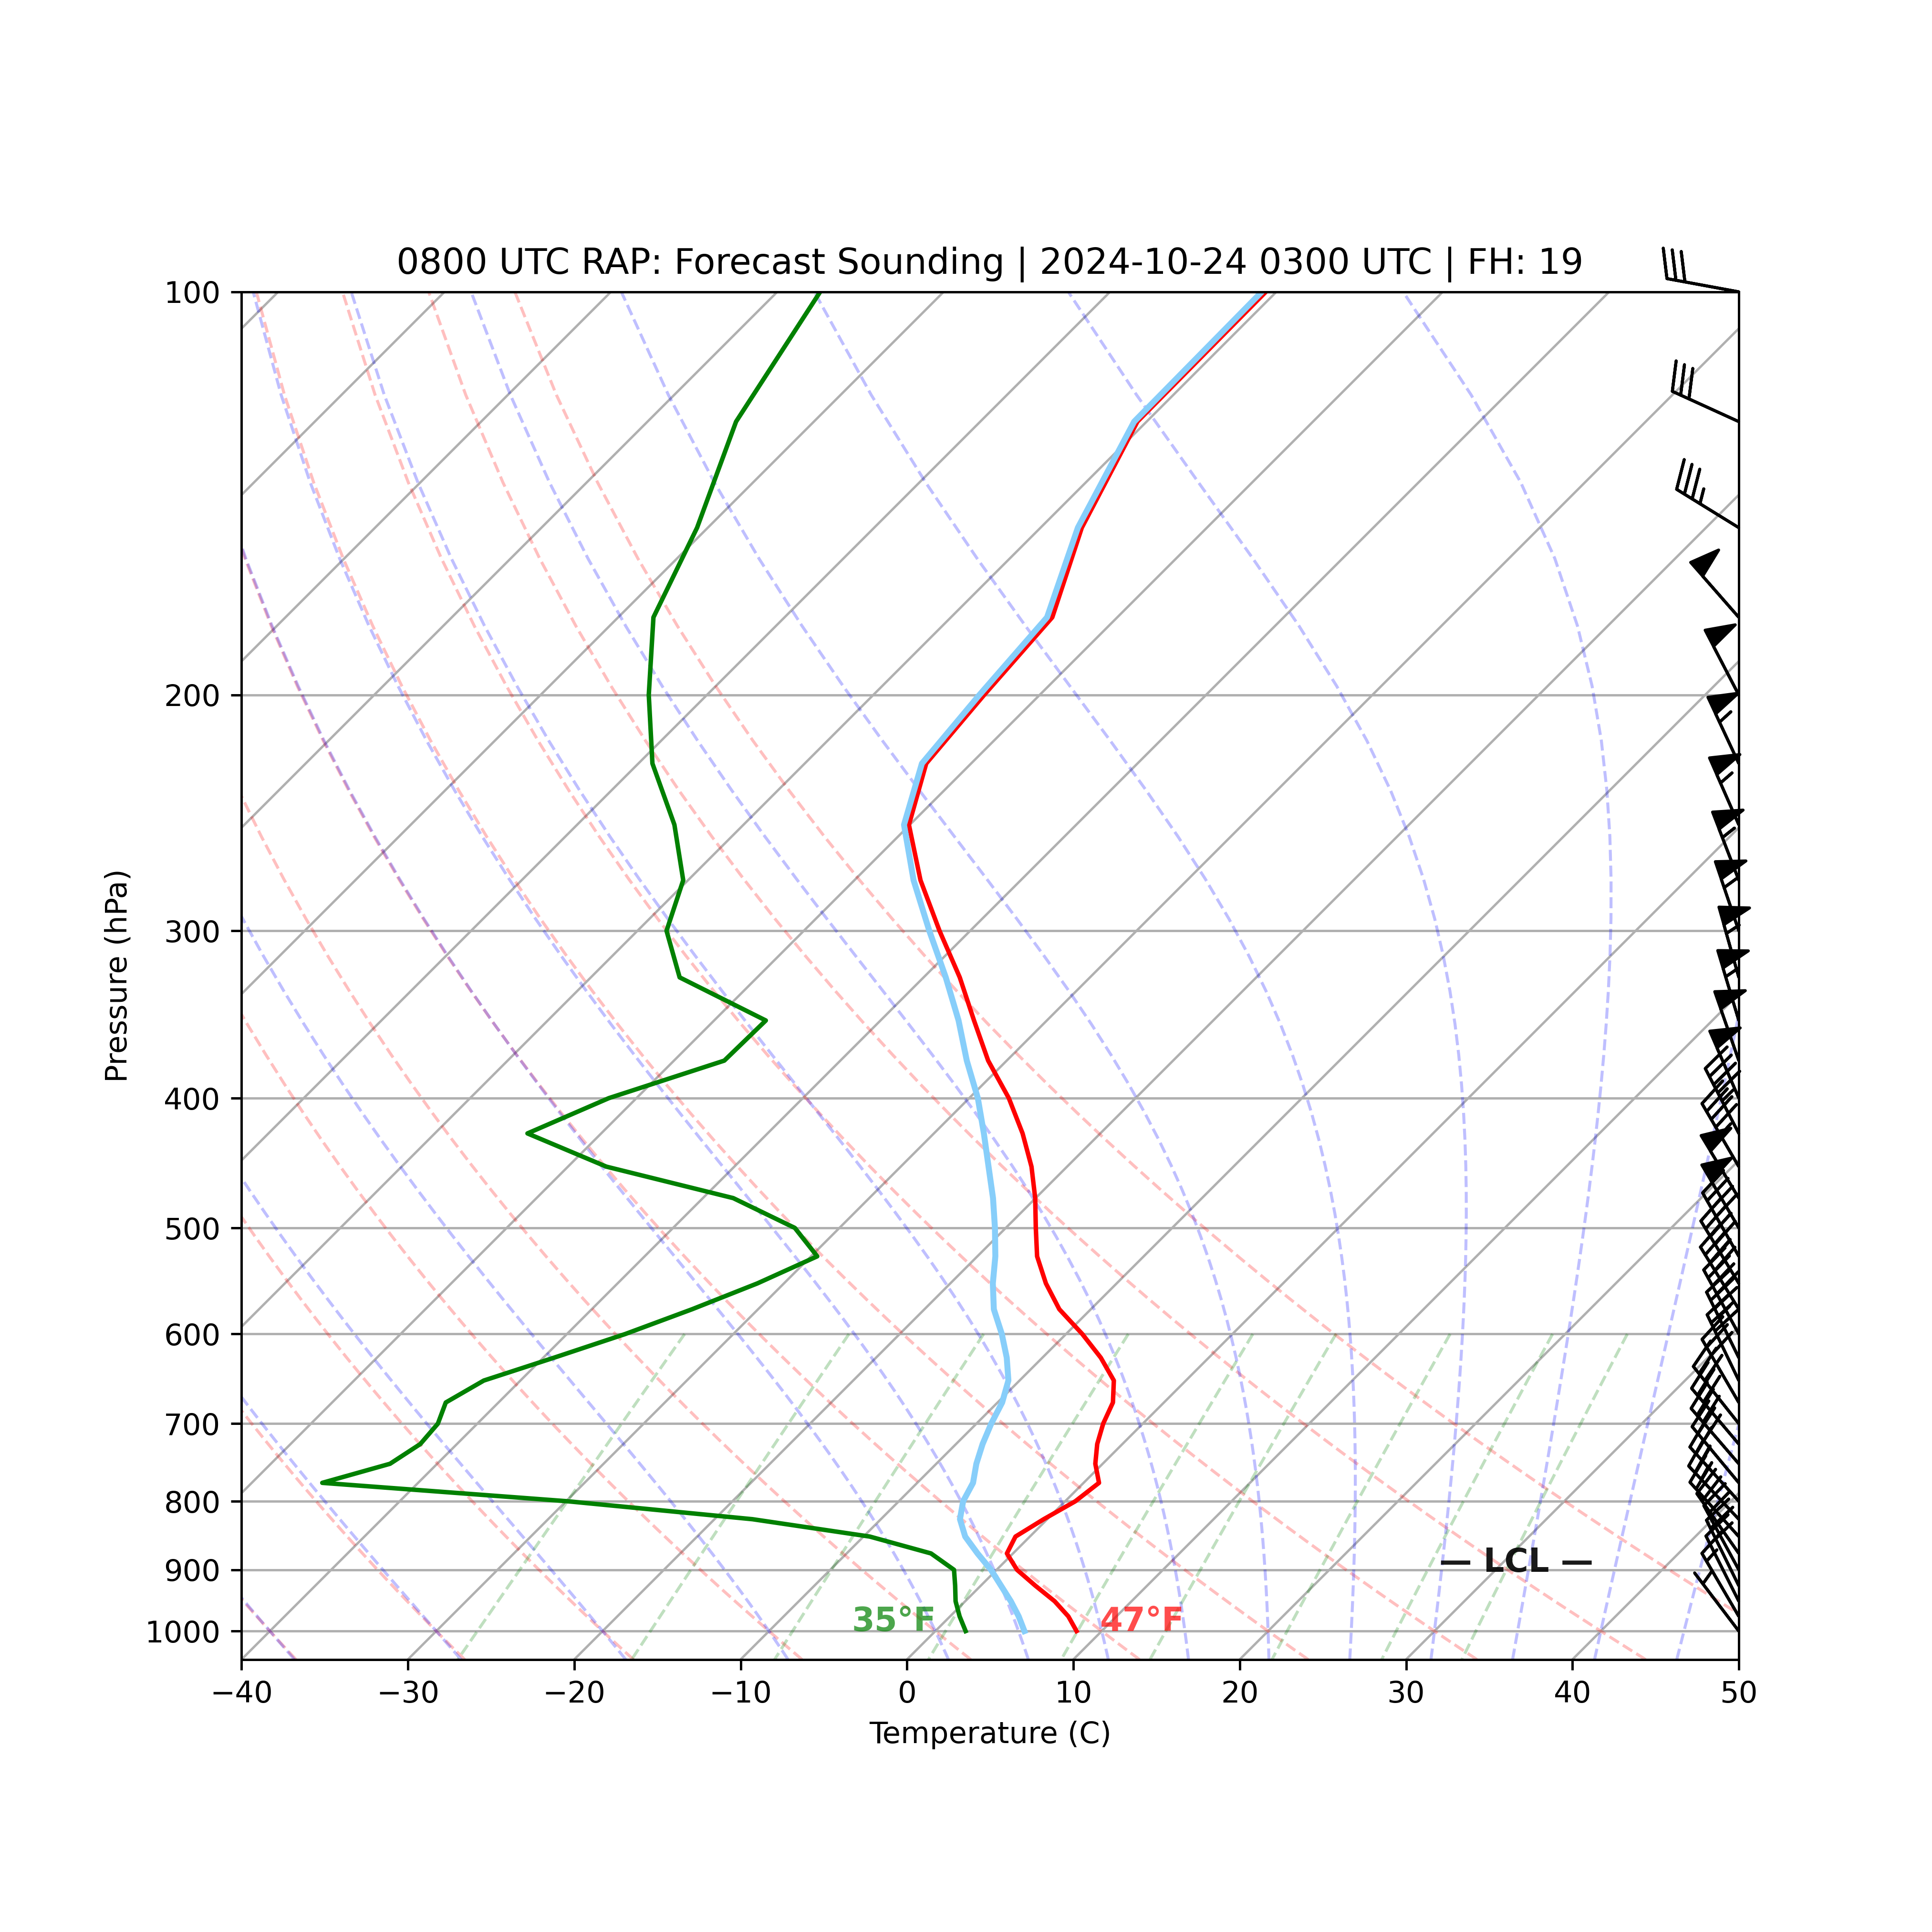 0800 UTC RAP: Forecast Sounding | 2024-10-24 0300 UTC | FH: 19
100
200
300
400
500
600
700
800
900
1000
Pressure (hPa)
— LCL —
35°F
47°F
−40 −30 −20 −10 0 10 20 30 40 50
Temperature (C)